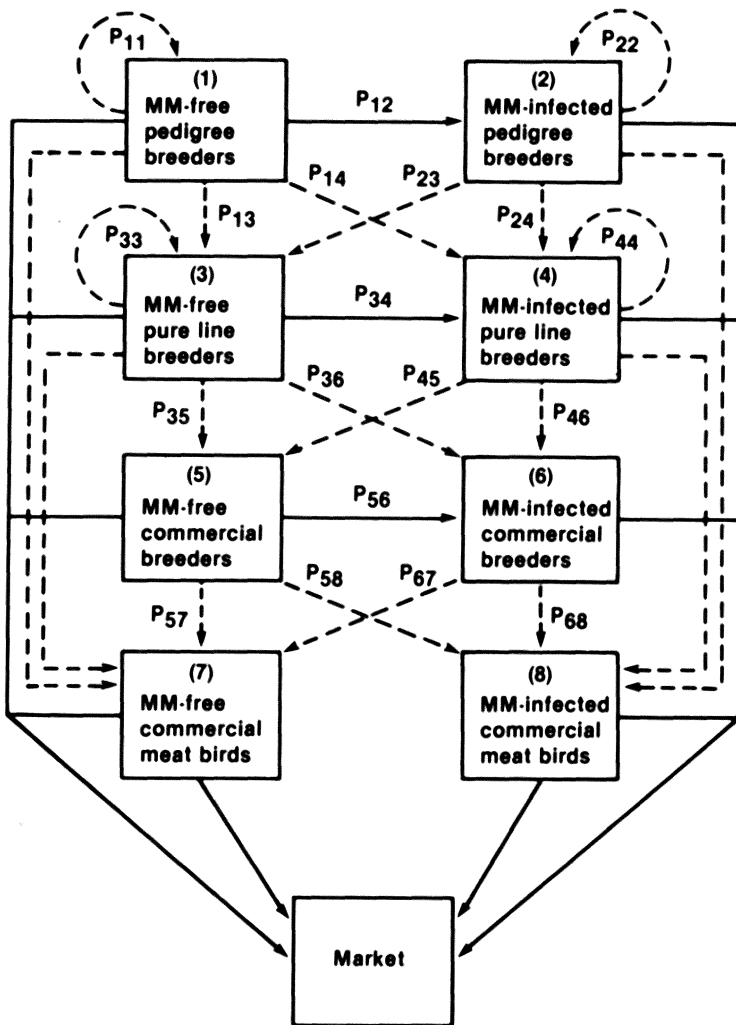 P11
P22
(1)
MM-free
pedigree
breeders
P12
(2)
MM-infected
pedigree
breeders
P13
P14
P23
P24
P33
P44
(3)
MM-free
pure line
breeders
P34
(4)
MM-infected
pure line
breeders
P35
P36
P45
P46
(5)
MM-free
commercial
breeders
P56
(6)
MM-infected
commercial
breeders
P57
P58
P67
P68
(7)
MM-free
commercial
meat birds
(8)
MM-infected
commercial
meat birds
Market